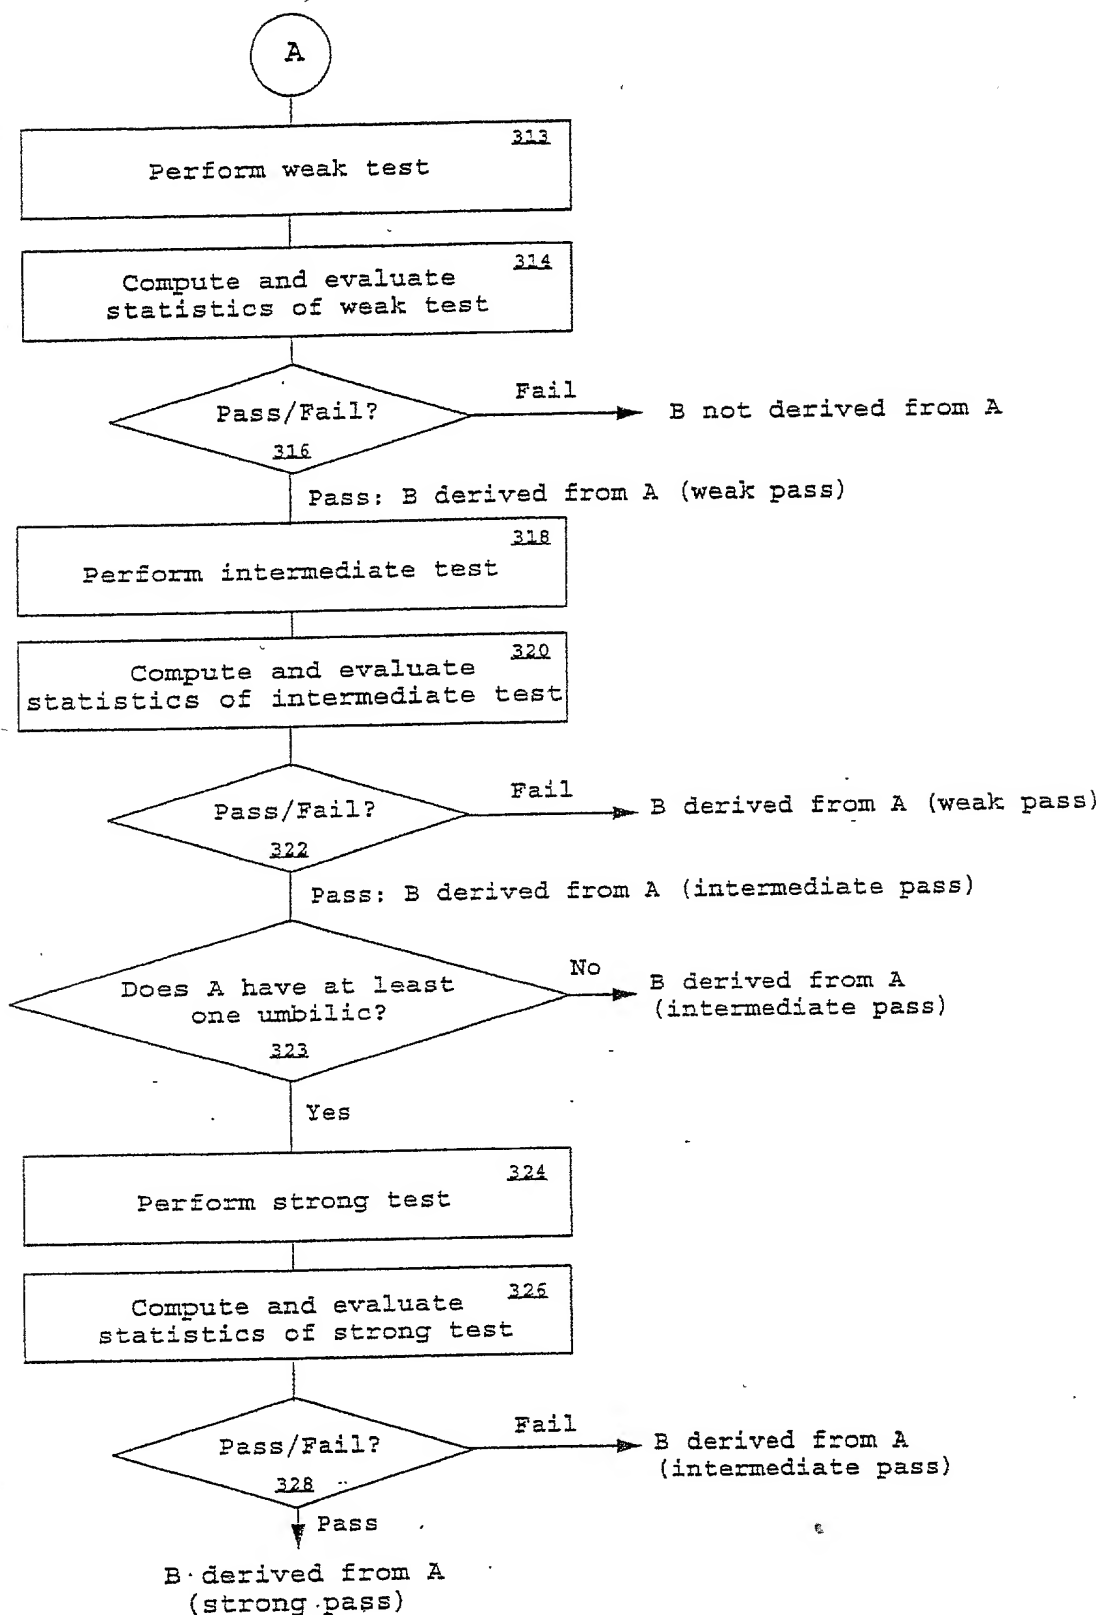 A
313
Perform weak test
314
Compute and evaluate
statistics of weak test
Pass/Fail?
316
Fail
B not derived from A
Pass: B derived from A (weak pass)
318
Perform intermediate test
320
Compute and evaluate
statistics of intermediate test
Pass/Fail?
322
Fail
B derived from A (weak pass)
Pass: B derived from A (intermediate pass)
Does A have at least
one umbilic?
323
No
B derived from A
(intermediate pass)
Yes
324
Perform strong test
326
Compute and evaluate
statistics of strong test
Pass/Fail?
328
Fail
B derived from A
(intermediate pass)
Pass
B derived from A
(strong pass)